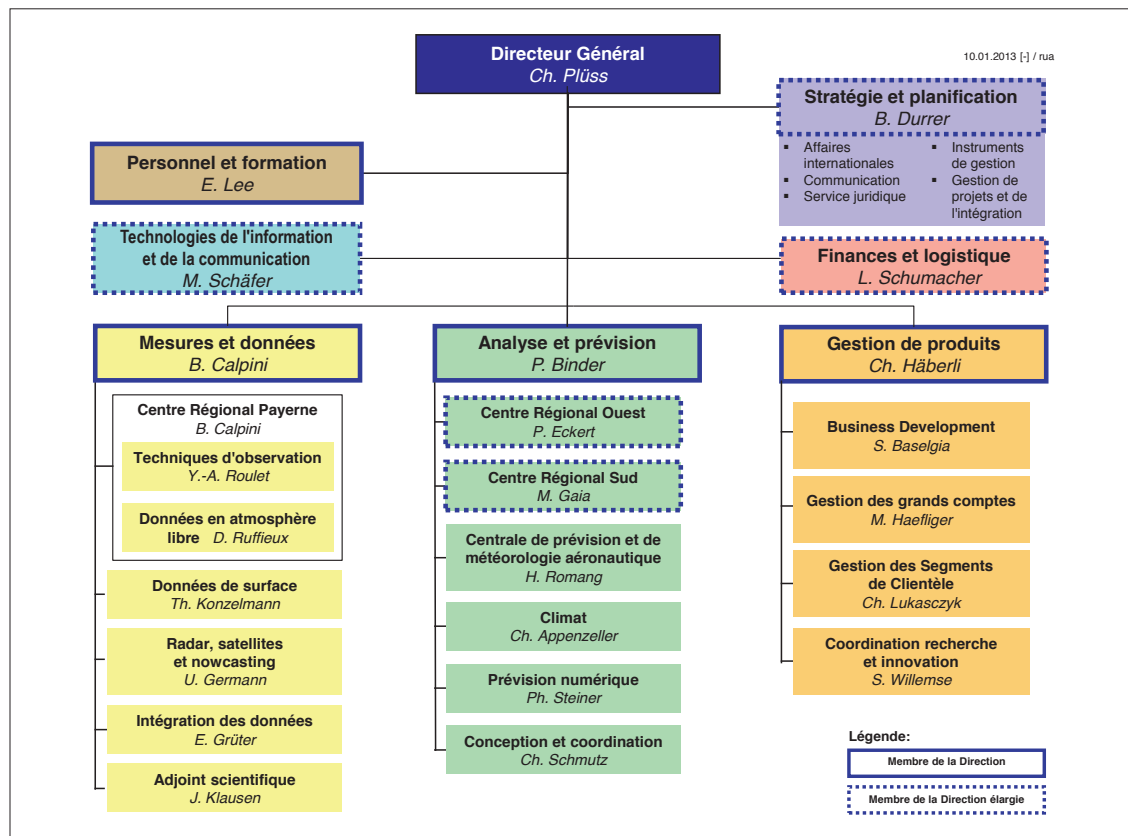 Directeur Général
Ch. Plüss
10.01.2013 [-] / rua
Stratégie et planification
B. Durrer
▪ Affaires
internationales
▪ Communication
▪ Service juridique
▪ Instruments
de gestion
▪ Gestion de
projets et de
l'intégration
Personnel et formation
E. Lee
Technologies de l'information
et de la communication
M. Schäfer
Finances et logistique
L. Schumacher
Mesures et données
B. Calpini
Centre Régional Payerne
B. Calpini
Techniques d'observation
Y.-A. Roulet
Données en atmosphère
libre D. Ruffieux
Données de surface
Th. Konzelmann
Radar, satellites
et nowcasting
U. Germann
Intégration des données
E. Grüter
Adjoint scientifique
J. Klausen
Analyse et prévision
P. Binder
Centre Régional Ouest
P. Eckert
Centre Régional Sud
M. Gaia
Centrale de prévision et de
météorologie aéronautique
H. Romang
Climat
Ch. Appenzeller
Prévision numérique
Ph. Steiner
Conception et coordination
Ch. Schmutz
Gestion de produits
Ch. Häberli
Business Development
S. Baselgia
Gestion des grands comptes
M. Haefliger
Gestion des Segments
de Clientèle
Ch. Lukasczyk
Coordination recherche
et innovation
S. Willemse
Légende:
Membre de la Direction
Membre de la Direction élargie